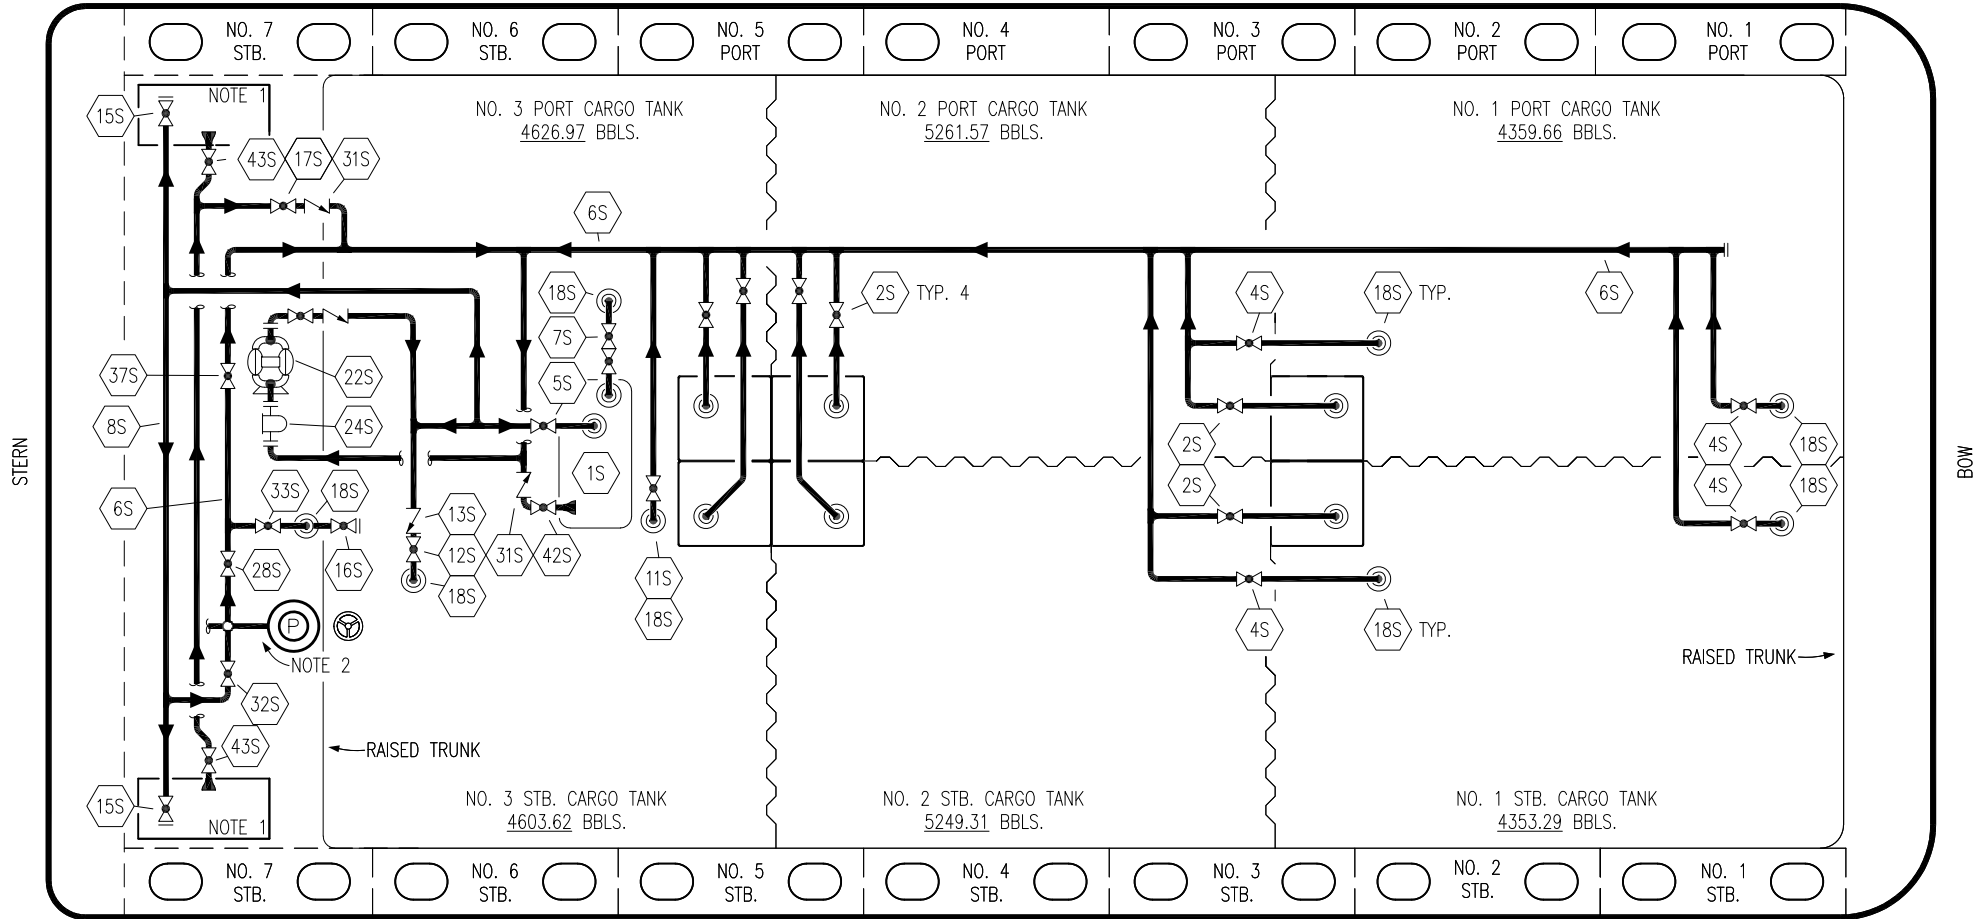 NO. 7
STB.
NO. 6
STB.
NO. 5
PORT
NO. 4
PORT
NO. 3
PORT
NO. 2
PORT
NO. 1
PORT
NOTE 1
15S
NO. 3 PORT CARGO TANK
4626.97 BBLS.
NO. 2 PORT CARGO TANK
5261.57 BBLS.
NO. 1 PORT CARGO TANK
4359.66 BBLS.
43S
17S
31S
6S
18S
2S TYP. 4
4S
18S TYP.
6S
7S
37S
22S
5S
8S
24S
STERN
BOW
1S
2S
4S
18S
2S
4S
18S
6S
33S
18S
13S
28S
16S
12S
31S
42S
18S
11S
18S
P
4S
18S TYP.
NOTE 2
RAISED TRUNK
32S
43S
RAISED TRUNK
15S
NOTE 1
NO. 3 STB. CARGO TANK
4603.62 BBLS.
NO. 2 STB. CARGO TANK
5249.31 BBLS.
NO. 1 STB. CARGO TANK
4353.29 BBLS.
NO. 7
STB.
NO. 6
STB.
NO. 5
STB.
NO. 4
STB.
NO. 3
STB.
NO. 2
STB.
NO. 1
STB.